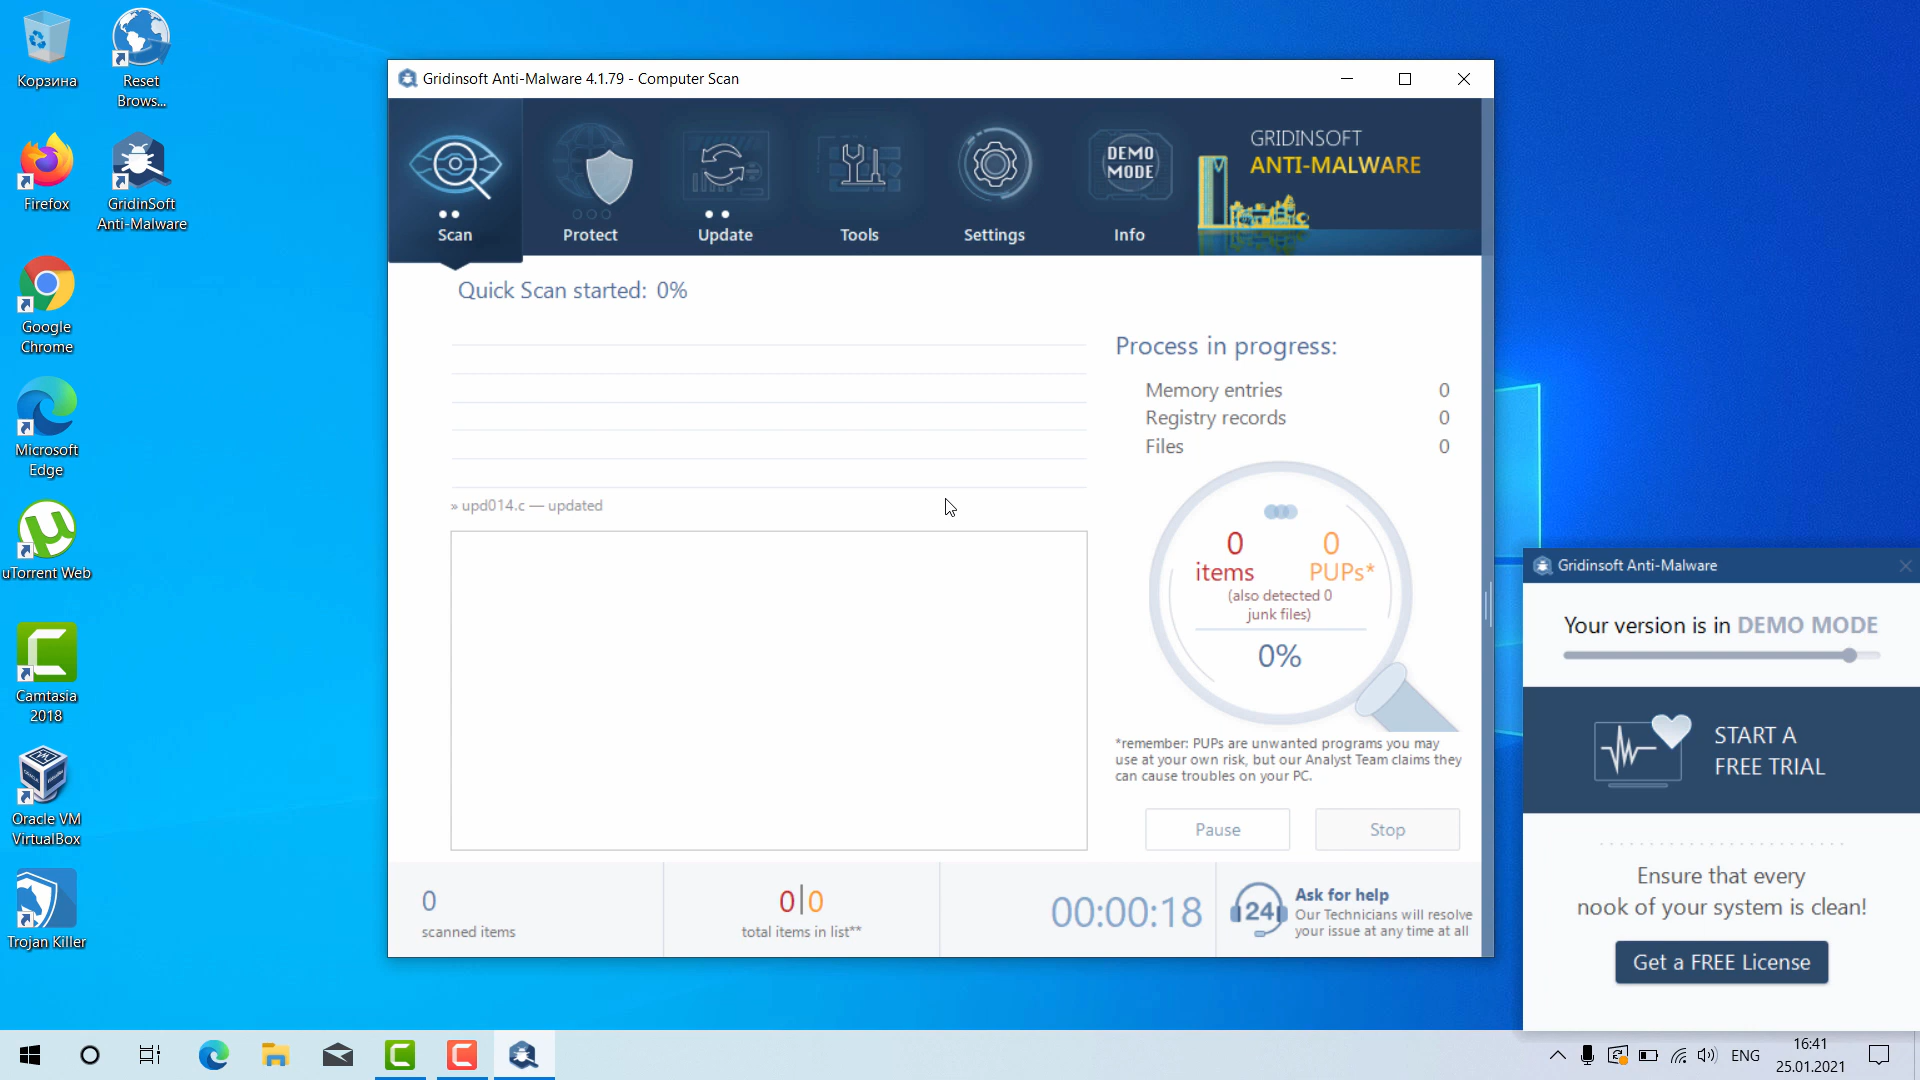 Корзина
Reset
Brows...
Firefox
GridinSoft
Anti-Malware
Google
Chrome
Microsoft
Edge
uTorrent Web
Camtasia
2018
Oracle VM
VirtualBox
Trojan Killer
Gridinsoft Anti-Malware 4.1.79 - Computer Scan
Scan
Protect
Update
Tools
Settings
DEMO
MODE
Info
GRIDINSOFT
ANTI-MALWARE
Quick Scan started: 0%
» upd014.c — updated
Process in progress:
Memory entries 0
Registry records 0
Files 0
0 items
0 PUPs*
(also detected 0
junk files)
0%
*remember: PUPs are unwanted programs you may
use at your own risk, but our Analyst Team claims they
can cause troubles on your PC.
Pause
Stop
0
scanned items
0|0
total items in list**
00:00:18
24
Ask for help
Our Technicians will resolve
your issue at any time at all
Gridinsoft Anti-Malware
Your version is in DEMO MODE
START A
FREE TRIAL
Ensure that every
nook of your system is clean!
Get a FREE License
ENG
16:41
25.01.2021